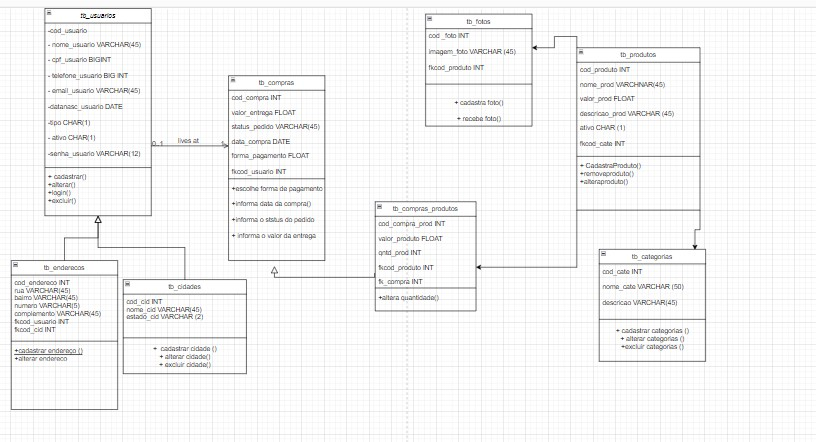 tb_usuarios
-cod_usuario
- nome_usuario VARCHAR(45)
- cpf_usuario BIGINT
- telefone_usuario BIG INT
- email_usuario VARCHAR(45)
-datanasc_usuario DATE
-tipo CHAR(1)
- ativo CHAR(1)
-senha_usuario VARCHAR(12)
+ cadastrar()
+alterar()
+login()
+excluir()
0..1
lives at
1
tb_compras
cod_compra INT
valor_entrega FLOAT
status_pedido VARCHAR(45)
data_compra DATE
forma_pagamento FLOAT
fkcod_usuario INT
+escolhe forma de pagamento
+informa data da compra()
+informa o ststus do pedido
+ informa o valor da entrega
tb_fotos
cod _foto INT
imagem_foto VARCHAR (45)
fkcod_produto INT
+ cadastra foto()
+ recebe foto()
tb_produtos
cod_produto INT
nome_prod VARCHNAR(45)
valor_prod FLOAT
descricao_prod VARCHAR (45)
ativo CHAR (1)
fkcod_cate INT
+ CadastraProduto()
+removeproduto()
+alteraproduto()
tb_compras_produtos
cod_compra_prod INT
valor_produto FLOAT
qntd_prod INT
fkcod_produto INT
fk_compra INT
+altera quantidade()
tb_categorias
cod_cate INT
nome_cate VARCHAR (50)
descricao VARCHAR(45)
+ cadastrar categorias ()
+ alterar categorias ()
+excluir categorias ()
tb_enderecos
cod_endereco INT
rua VARCHAR(45)
bairro VARCHAR(45)
numero VARCHAR(5)
complemento VARCHAR(45)
fkcod_usuario INT
fkcod_cid INT
+cadastrar endereço ()
+alterar endereco
tb_cidades
cod_cid INT
nome_cid VARCHAR(45)
estado_cid VARCHAR (2)
+ cadastrar cidade ()
+ alterar cidade()
+ excluir cidade()